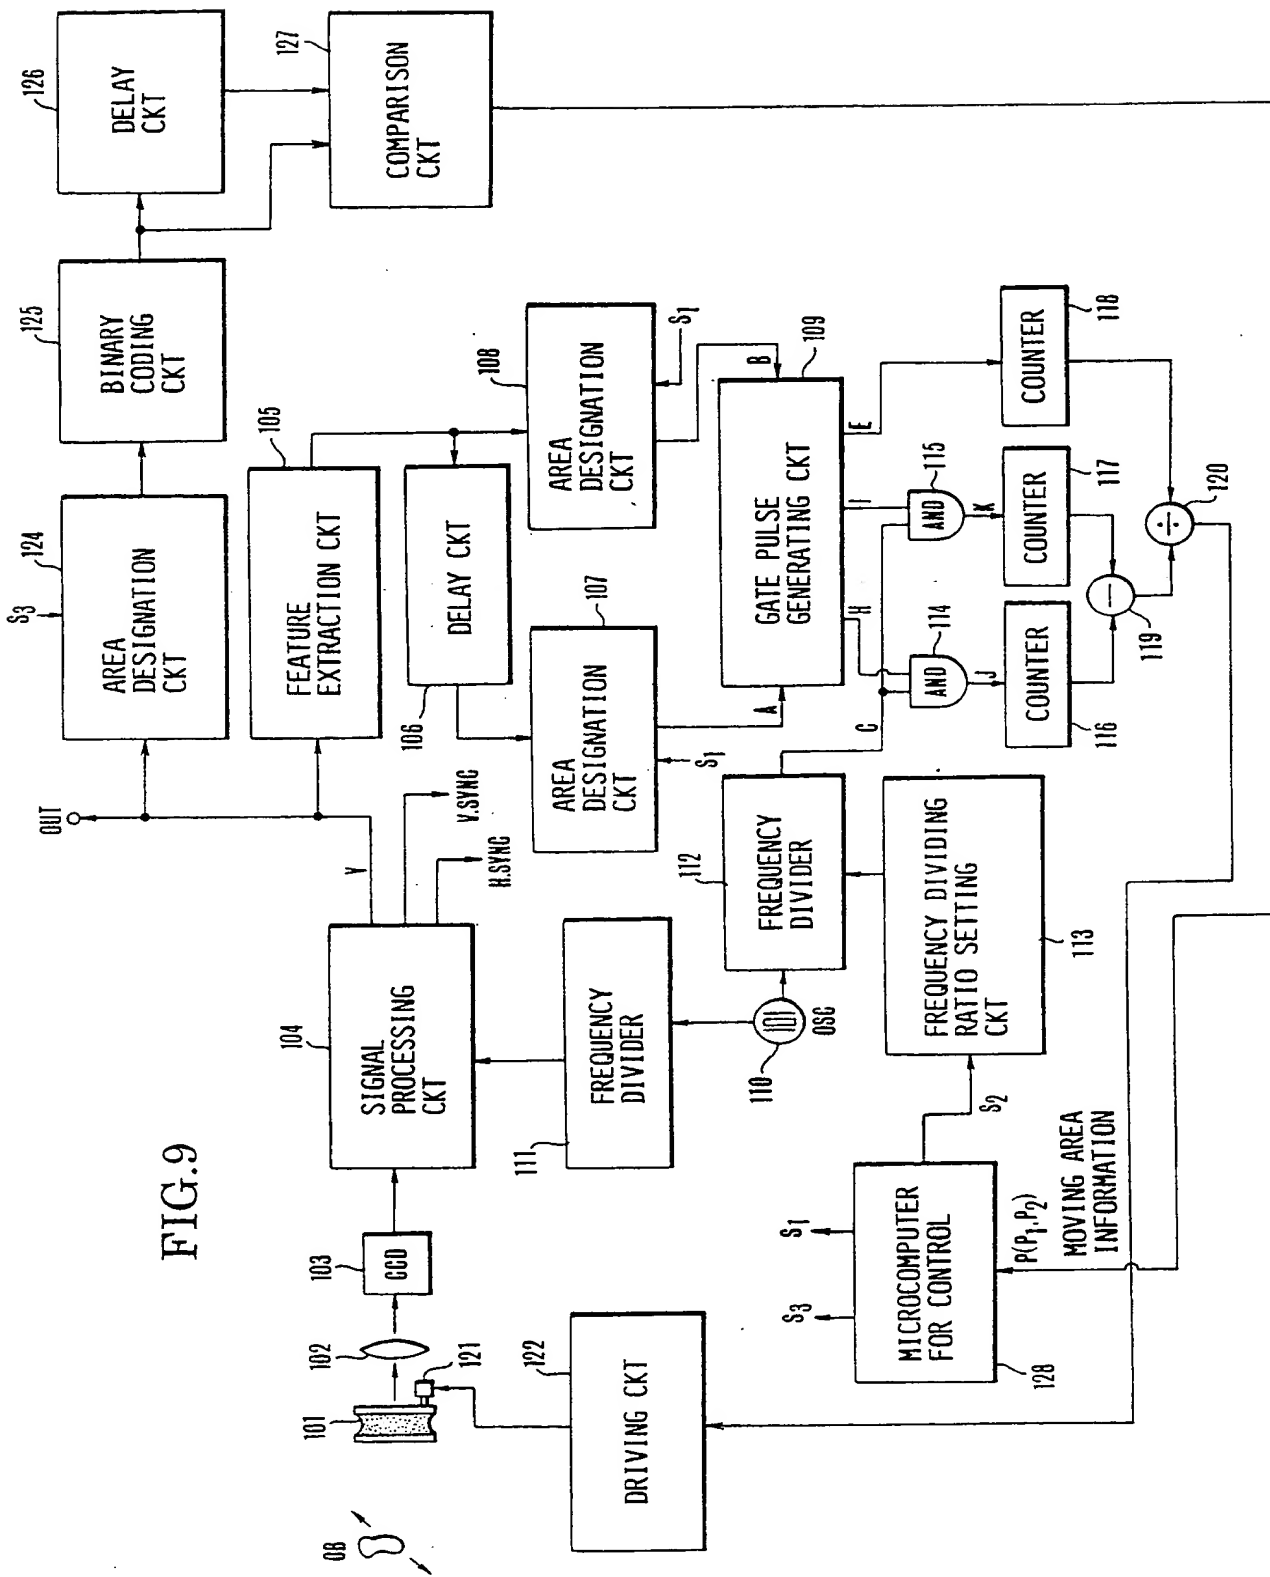 FIG.9
OB
101
102
121
103
CCD
104
SIGNAL
PROCESSING
CKT
Y
V.SYNC
H.SYNC
OUT
S3
124
AREA
DESIGNATION
CKT
125
BINARY
CODING
CKT
126
DELAY
CKT
127
COMPARISON
CKT
105
FEATURE
EXTRACTION CKT
106
DELAY CKT
107
AREA
DESIGNATION
CKT
S1
108
AREA
DESIGNATION
CKT
S1
A
B
109
GATE PULSE
GENERATING CKT
H
I
E
111
FREQUENCY
DIVIDER
110
OSC
112
FREQUENCY
DIVIDER
G
113
FREQUENCY DIVIDING
RATIO SETTING
CKT
S2
114
AND
115
AND
J
K
116
COUNTER
117
COUNTER
118
COUNTER
−
119
÷
120
122
DRIVING CKT
S3
S1
128
MICROCOMPUTER
FOR CONTROL
P(P1,P2)
MOVING AREA
INFORMATION